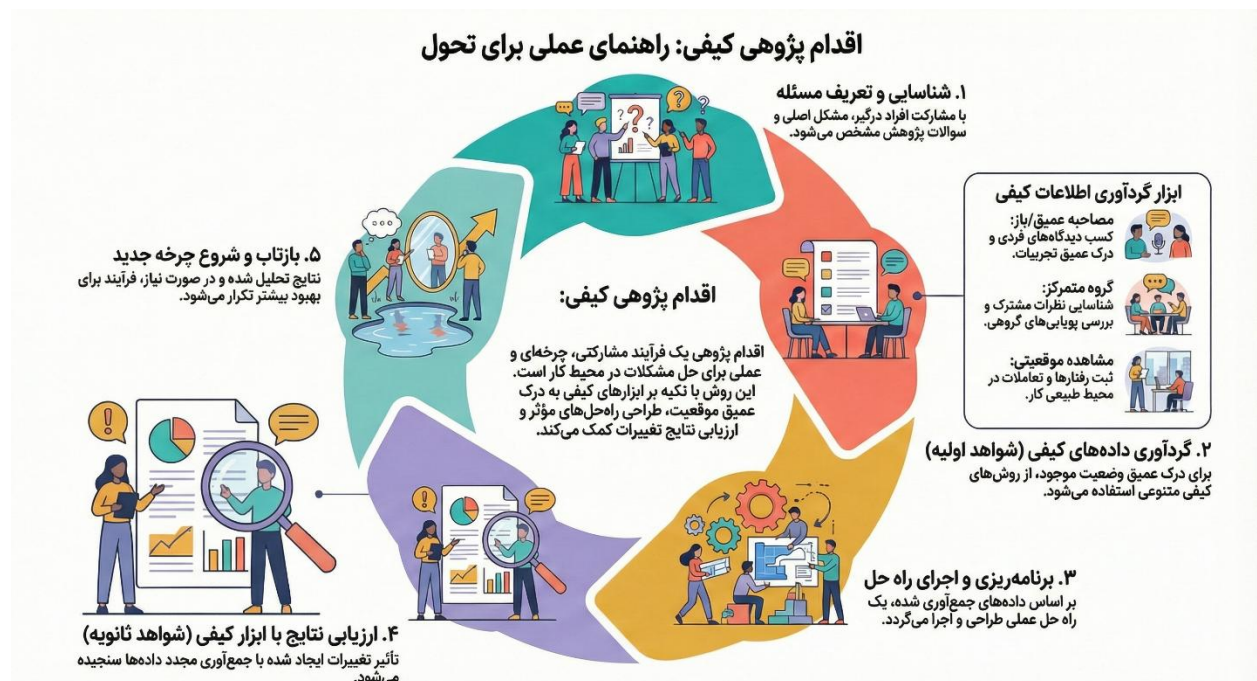 اقدام پژوهی کیفی: راهنمای عملی برای تحول
۱. شناسایی و تعریف مسئله
با مشارکت افراد درگیر، مشکل اصلی و
سوالات پژوهش مشخص می‌شود.
ابزار گردآوری اطلاعات کیفی
مصاحبه عمیق/باز:
کسب دیدگاه‌های فردی و
درک عمیق تجربیات.
گروه متمرکز:
شناسایی نظرات مشترک و
بررسی پویایی‌های گروهی.
مشاهده موقعیتی:
ثبت رفتارها و تعاملات در
محیط طبیعی کار.
۲. گردآوری داده‌های کیفی (شواهد اولیه)
برای درک عمیق وضعیت موجود، از روش‌های
کیفی متنوعی استفاده می‌شود.
۳. برنامه‌ریزی و اجرای راه حل
بر اساس داده‌های جمع‌آوری شده، یک
راه حل عملی طراحی و اجرا می‌گردد.
۴. ارزیابی نتایج با ابزار کیفی (شواهد ثانویه)
تأثیر تغییرات ایجاد شده با جمع‌آوری مجدد داده‌ها سنجیده
می‌شود.
۵. بازتاب و شروع چرخه جدید
نتایج تحلیل شده و در صورت نیاز، فرآیند برای
بهبود بیشتر تکرار می‌شود.
اقدام پژوهی کیفی:
اقدام پژوهی یک فرآیند مشارکتی، چرخه‌ای و
عملی برای حل مشکلات در محیط کار است.
این روش با تکیه بر ابزارهای کیفی به درک
عمیق موقعیت، طراحی راه‌حل‌های مؤثر و
ارزیابی نتایج تغییرات کمک می‌کند.